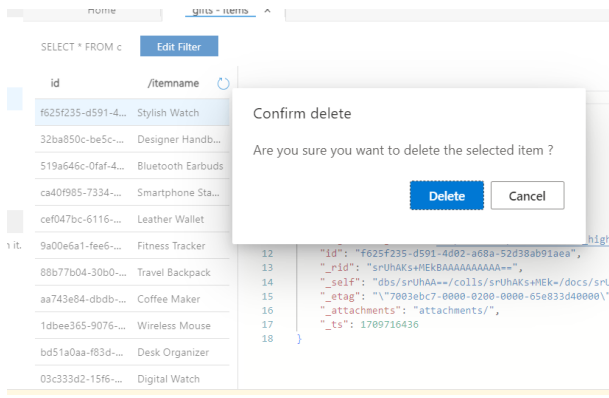 Home gifts - Items ×
SELECT * FROM c Edit Filter
id /itemname
f625f235-d591-4... Stylish Watch
32ba850c-be5c-... Designer Handb...
519a646c-0faf-4... Bluetooth Earbuds
ca40f985-7334-... Smartphone Sta...
cef047bc-6116-... Leather Wallet
9a00e6a1-fee6-... Fitness Tracker
88b77b04-30b0-... Travel Backpack
aa743e84-dbdb-... Coffee Maker
1dbee365-9076-... Wireless Mouse
bd51a0aa-f83d-... Desk Organizer
03c333d2-15f6-... Digital Watch
Confirm delete
Are you sure you want to delete the selected item ?
Delete Cancel
n it.
_high
12 "id": "f625f235-d591-4d02-a68a-52d38ab91aea",
13 "_rid": "srUhAKs+MEkBAAAAAAAAAA==",
14 "_self": "dbs/srUhAA==/colls/srUhAKs+MEk=/docs/srU
15 "_etag": "\"7003ebc7-0000-0200-0000-65e833d40000\"
16 "_attachments": "attachments/",
17 "_ts": 1709716436
18 }